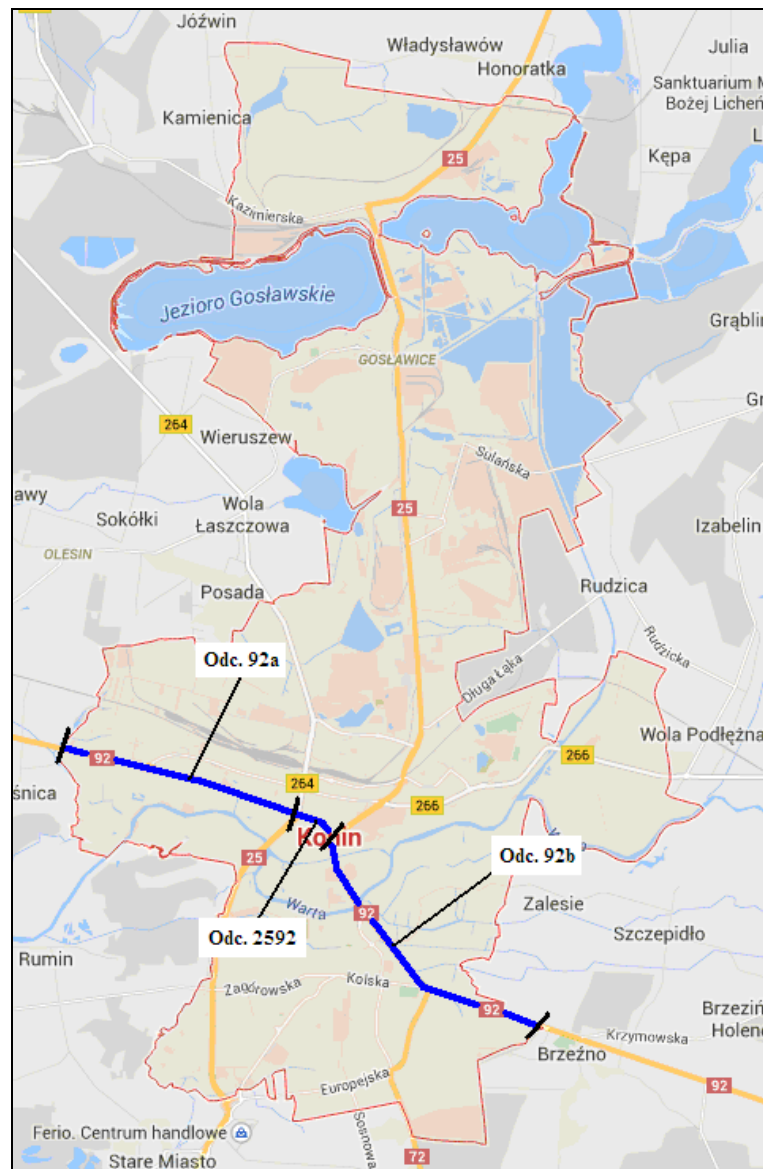 Jóźwin
Władysławów
Julia
Honoratka
Sanktuarium M
Bożej Licheń
Kamienica
25
Kępa
Kazimierska
Jezioro Gosławskie
Grąblin
GOSŁAWICE
Gr
264
Wieruszew
Sulańska
awy
Wola
Łaszczowa
25
Sokółki
Izabelin
OLESIN
Posada
Rudzica
Rudzicka
Odc. 92a
Długa Łąka
Wola Podłężna
92
266
śnica
264
266
Konin
25
Odc. 92b
Warta
92
Zalesie
Odc. 2592
Szczepidło
Rumin
Zagórowska
Kolska
92
Brzeziń
Holend
Krzymowska
Brzeźno
92
Europejska
Sosnowa
Ferio. Centrum handlowe
Stare Miasto
72